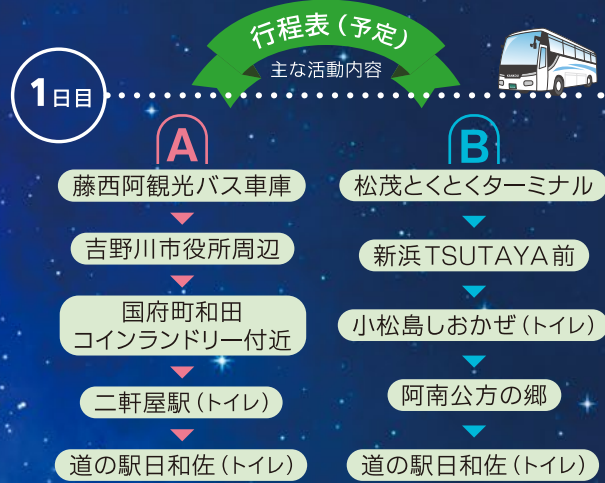 行程表(予定)
主な活動内容
1日目
A
藤西阿観光バス車庫
吉野川市役所周辺
国府町和田
コインランドリー付近
二軒屋駅(トイレ)
道の駅日和佐(トイレ)
B
松茂とくとくターミナル
新浜TSUTAYA前
小松島しおかぜ(トイレ)
阿南公方の郷
道の駅日和佐(トイレ)